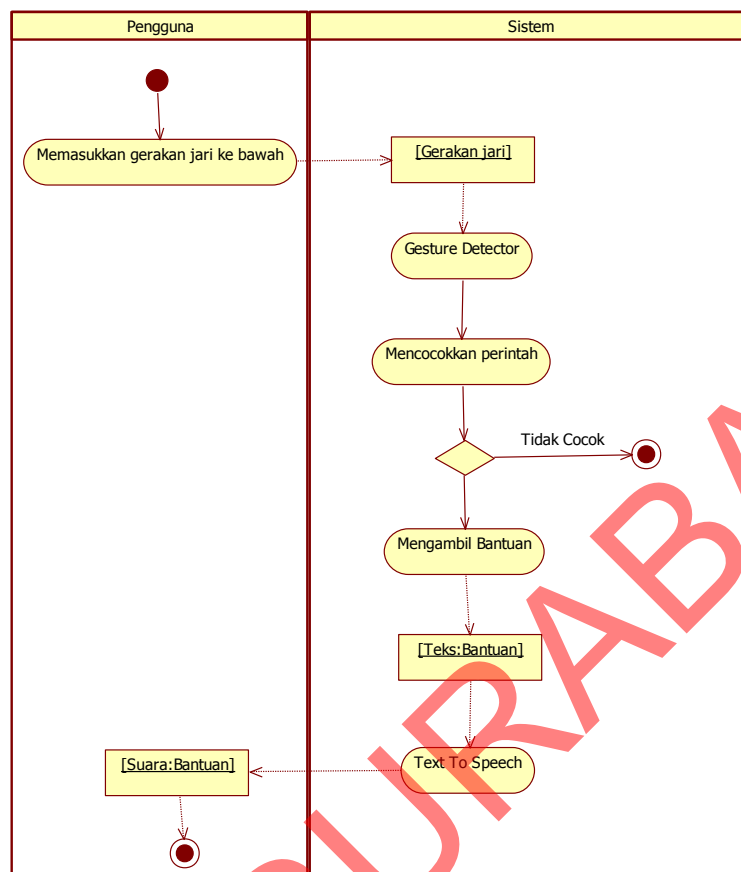 Pengguna
Sistem
Memasukkan gerakan jari ke bawah
[Gerakan jari]
Gesture Detector
Mencocokkan perintah
Tidak Cocok
Mengambil Bantuan
[Teks:Bantuan]
Text To Speech
[Suara:Bantuan]
URABA